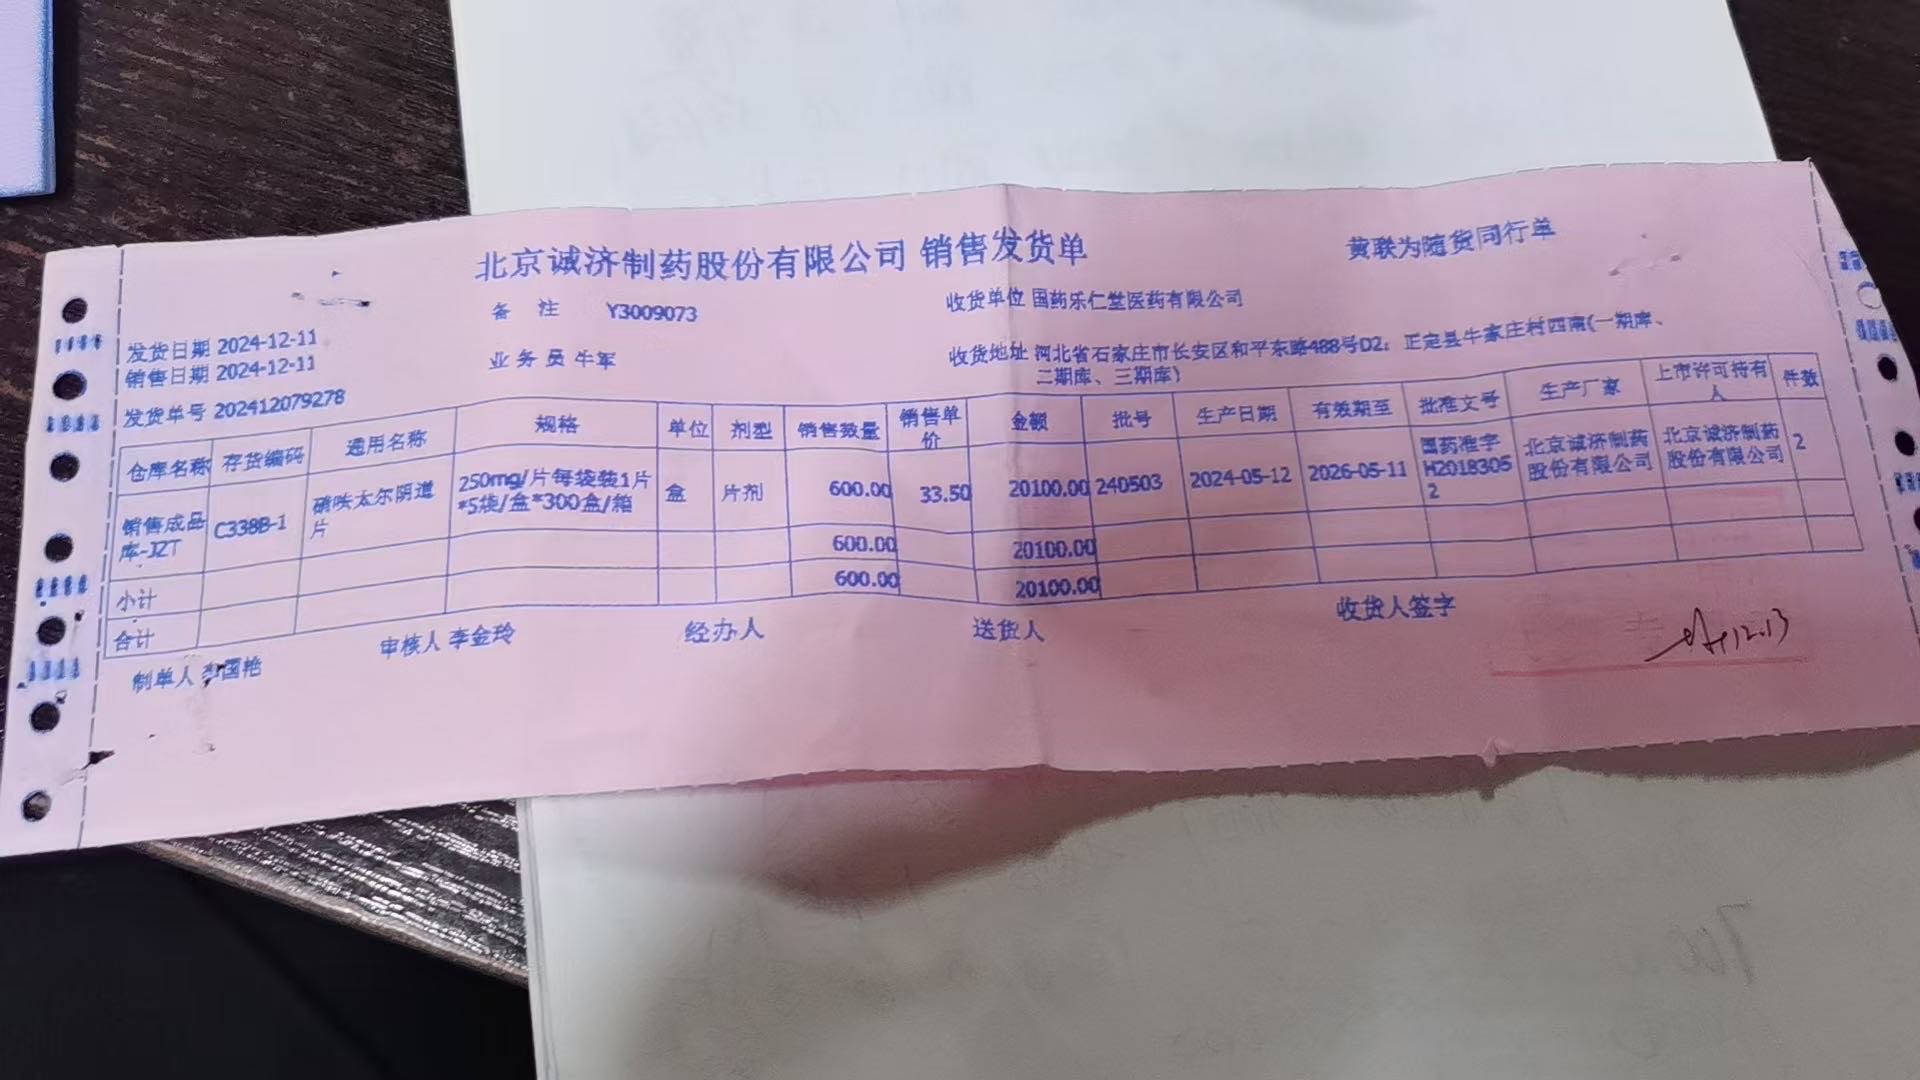 北京诚济制药股份有限公司 销售发货单
黄联为随货同行单
备 注 Y3009073
收货单位 国药乐仁堂医药有限公司
发货日期 2024-12-11
销售日期 2024-12-11
业务员 牛军
收货地址 河北省石家庄市长安区和平东路488号D2；正定县牛家庄村西南(一期库、
二期库、三期库)
发货单号 202412079278
仓库名称 存货编码 通用名称 规格 单位 剂型 销售数量 销售单价 金额 批号 生产日期 有效期至 批准文号 生产厂家 上市许可持有人 件数
销售成品库-JZT C338B-1 硝呋太尔阴道片 250mg/片每袋装1片*5袋/盒*300盒/箱 盒 片剂 600.00 33.50 20100.00 240503 2024-05-12 2026-05-11 国药准字H20183052 北京诚济制药股份有限公司 北京诚济制药股份有限公司 2
小计 600.00 20100.00
合计 600.00 20100.00
制单人 国艳 审核人 李金玲 经办人 送货人 收货人签字
12.13